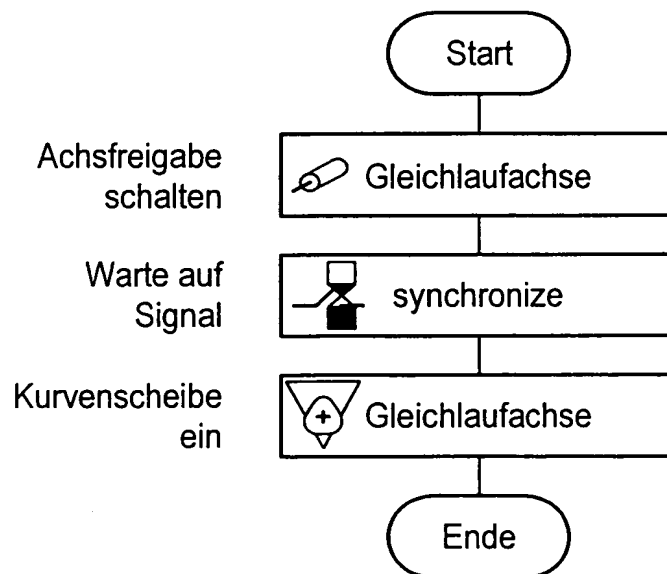 Start
Achsfreigabe
schalten
Gleichlaufachse
Warte auf
Signal
synchronize
Kurvenscheibe
ein
Gleichlaufachse
Ende